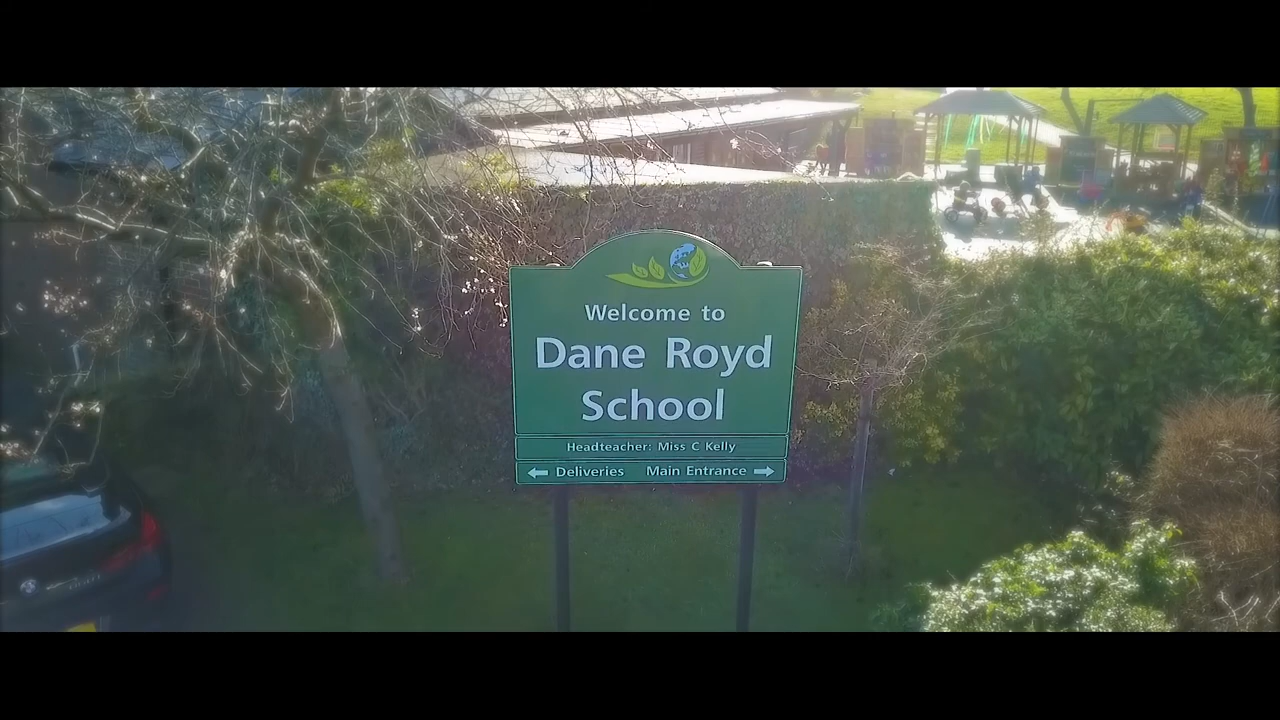 Welcome to
Dane Royd
School
Headteacher: Miss C Kelly
Deliveries Main Entrance